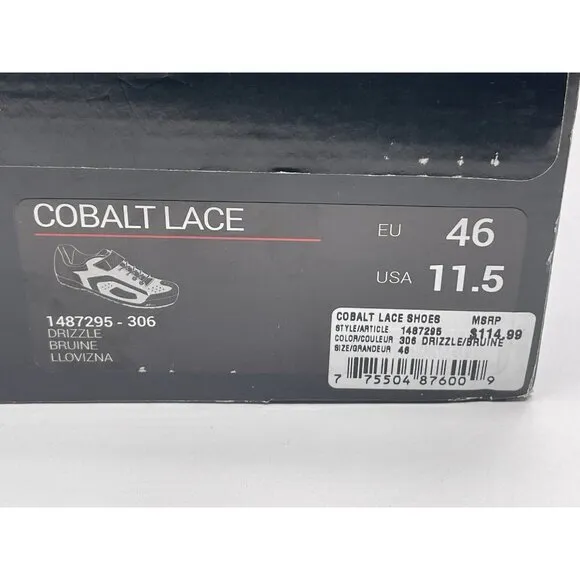 COBALT LACE
EU 46
USA 11.5
1487295 - 306
DRIZZLE
BRUINE
LLOVIZNA
COBALT LACE SHOES MSRP
STYLE/ARTICLE 1487295 $114.99
COLOR/COULEUR 306 DRIZZLE/BRUINE
SIZE/GRANDEUR 46
7 75504 87600 9